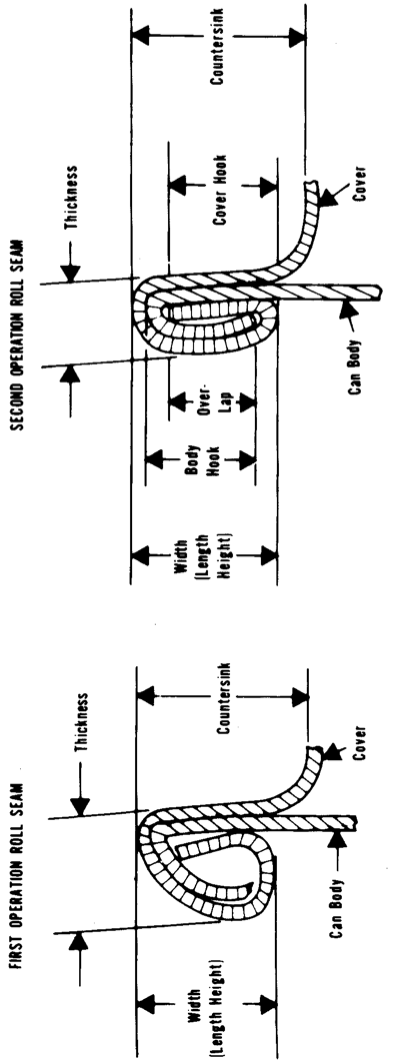 FIRST OPERATION ROLL SEAM
Thickness
Width
(Length Height)
Countersink
Can Body
Cover
SECOND OPERATION ROLL SEAM
Thickness
Width
(Length
Height)
Body
Hook
Over-
Lap
Cover Hook
Countersink
Can Body
Cover